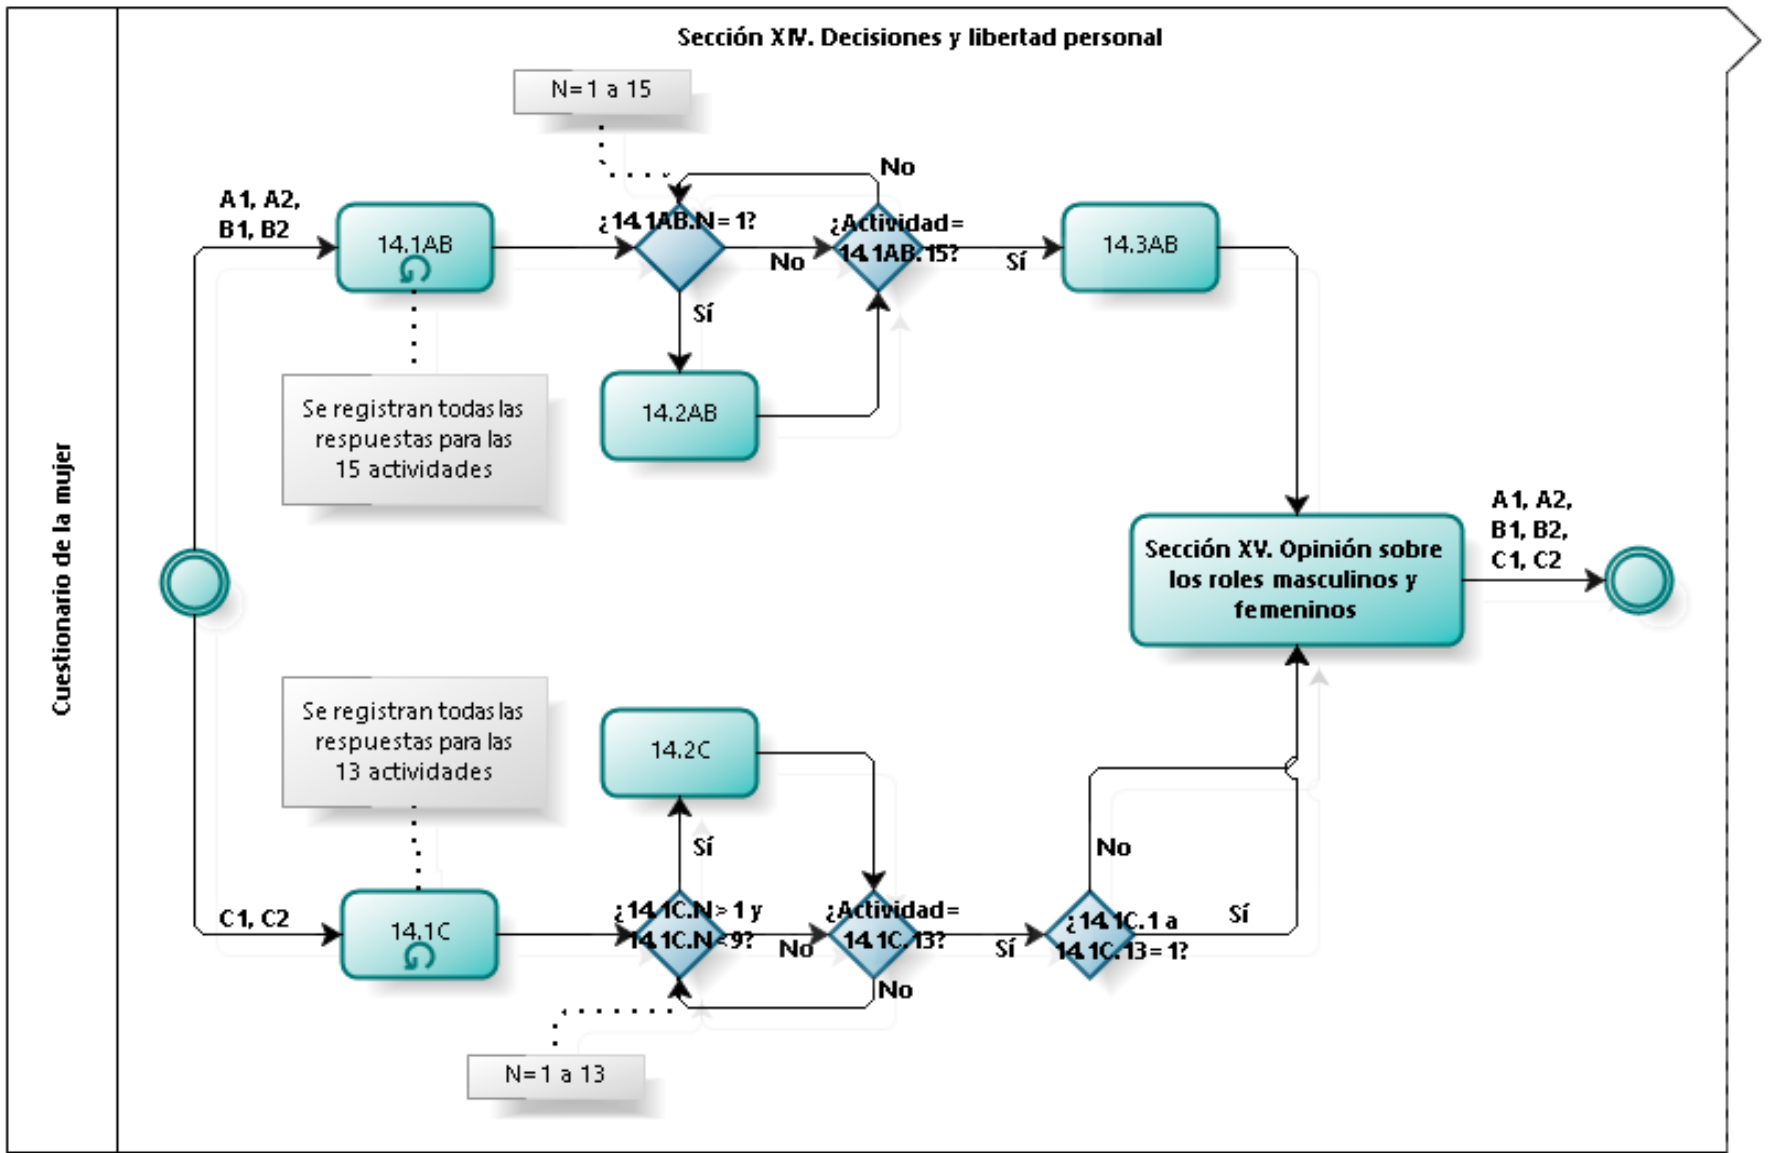 Sección XIV. Decisiones y libertad personal
Cuestionario de la mujer
N=1 a 15
A1, A2,
B1, B2
14.1AB
¿14.1AB.N=1?
No
No
Sí
¿Actividad=
14.1AB.15?
Sí
14.3AB
14.2AB
Se registran todas las
respuestas para las
15 actividades
Sección XV. Opinión sobre
los roles masculinos y
femeninos
A1, A2,
B1, B2,
C1, C2
Se registran todas las
respuestas para las
13 actividades
14.2C
Sí
C1, C2
14.1C
¿14.1C.N>1 y
14.1C.N<9?
No
¿Actividad=
14.1C.13?
No
Sí
¿14.1C.1 a
14.1C.13=1?
No
Sí
N=1 a 13